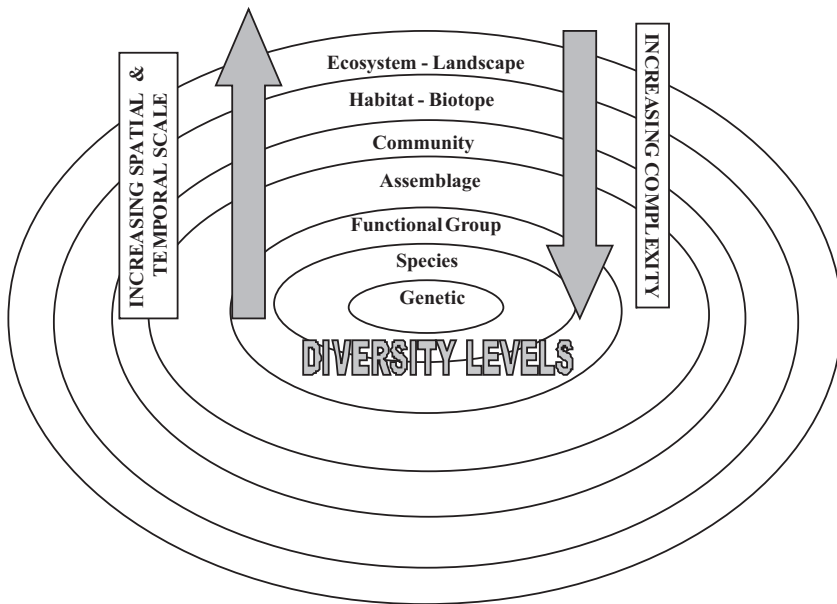 Ecosystem - Landscape
Habitat - Biotope
Community
Assemblage
Functional Group
Species
Genetic
DIVERSITY LEVELS
INCREASING SPATIAL &
TEMPORAL SCALE
INCREASING COMPLEXITY